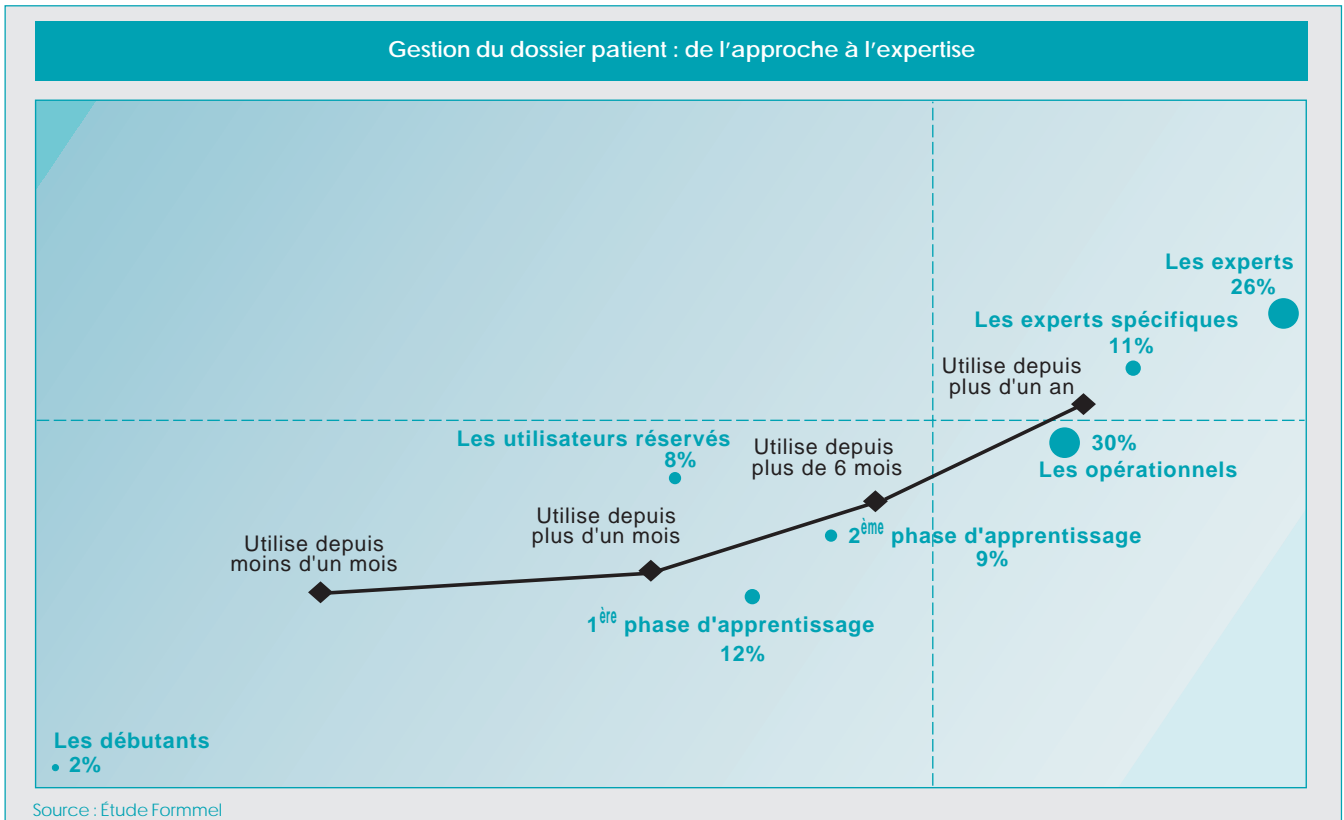 Gestion du dossier patient : de l'approche à l'expertise
Les experts
26%
Les experts spécifiques
11%
Utilise depuis
plus d'un an
Les utilisateurs réservés
8%
Utilise depuis
plus de 6 mois
30%
Les opérationnels
Utilise depuis
plus d'un mois
Utilise depuis
moins d'un mois
2ème phase d'apprentissage
9%
1ère phase d'apprentissage
12%
Les débutants
2%
Source : Étude Formmel